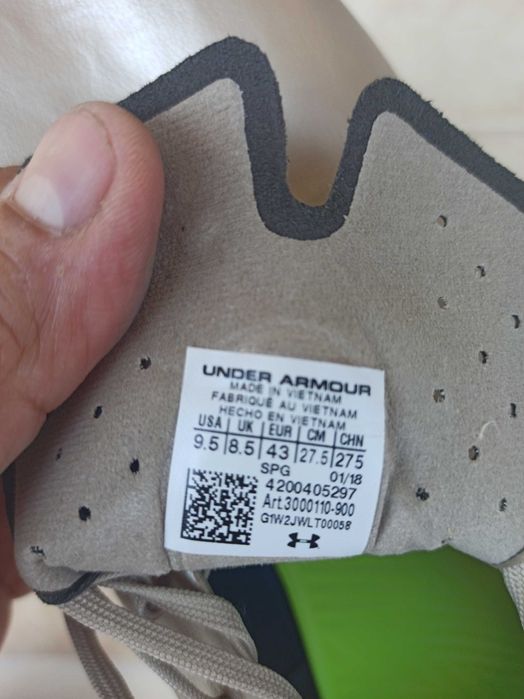 UNDER ARMOUR
MADE IN VIETNAM
FABRIQUÉ AU VIETNAM
HECHO EN VIETNAM
USA UK EUR CM CHN
9.5 8.5 43 27.5 275
SPG 01/18
4200405297
Art.3000110-900
G1W2JWLT00058